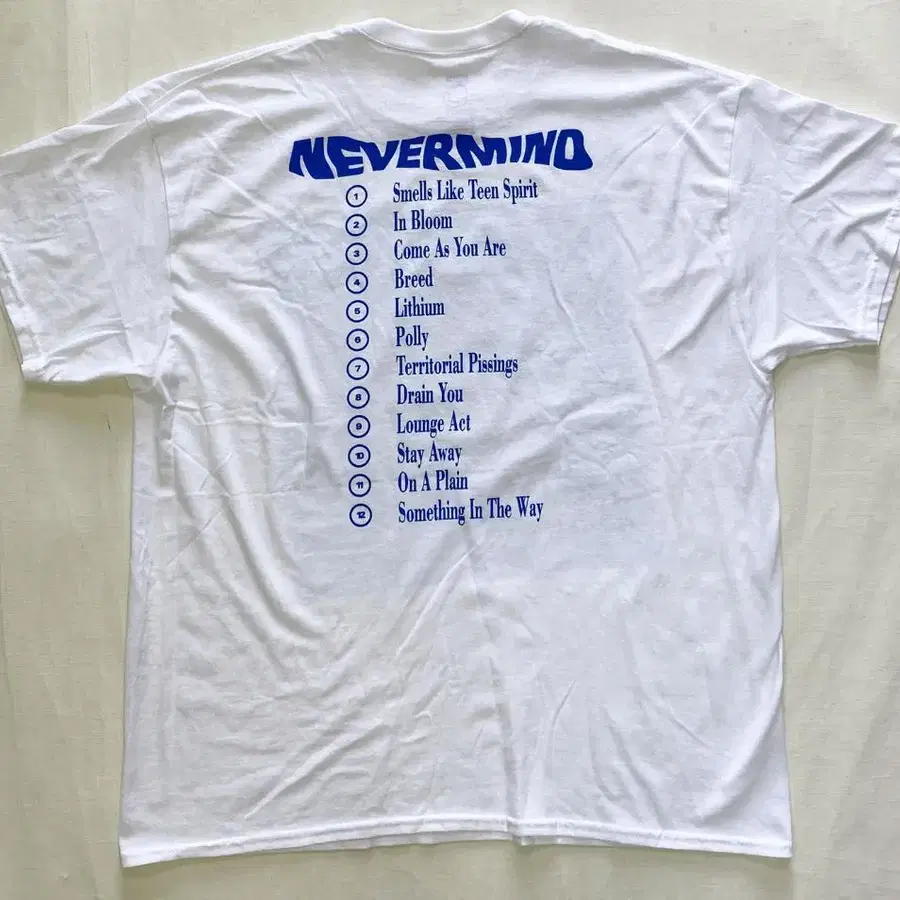 NEVERMIND
1 Smells Like Teen Spirit
2 In Bloom
3 Come As You Are
4 Breed
5 Lithium
6 Polly
7 Territorial Pissings
8 Drain You
9 Lounge Act
10 Stay Away
11 On A Plain
12 Something In The Way